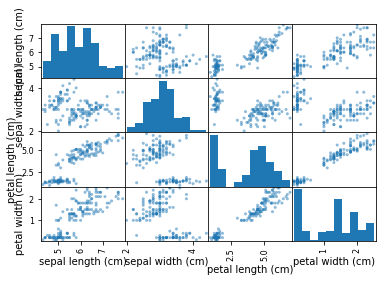 sepal length (cm)
7
6
5
sepal width (cm)
4
2
petal length (cm)
5.0
2.5
petal width (cm)
2
1
5
6
7
2
4
2.5
5.0
1
2
sepal length (cm)
sepal width (cm)
petal length (cm)
petal width (cm)